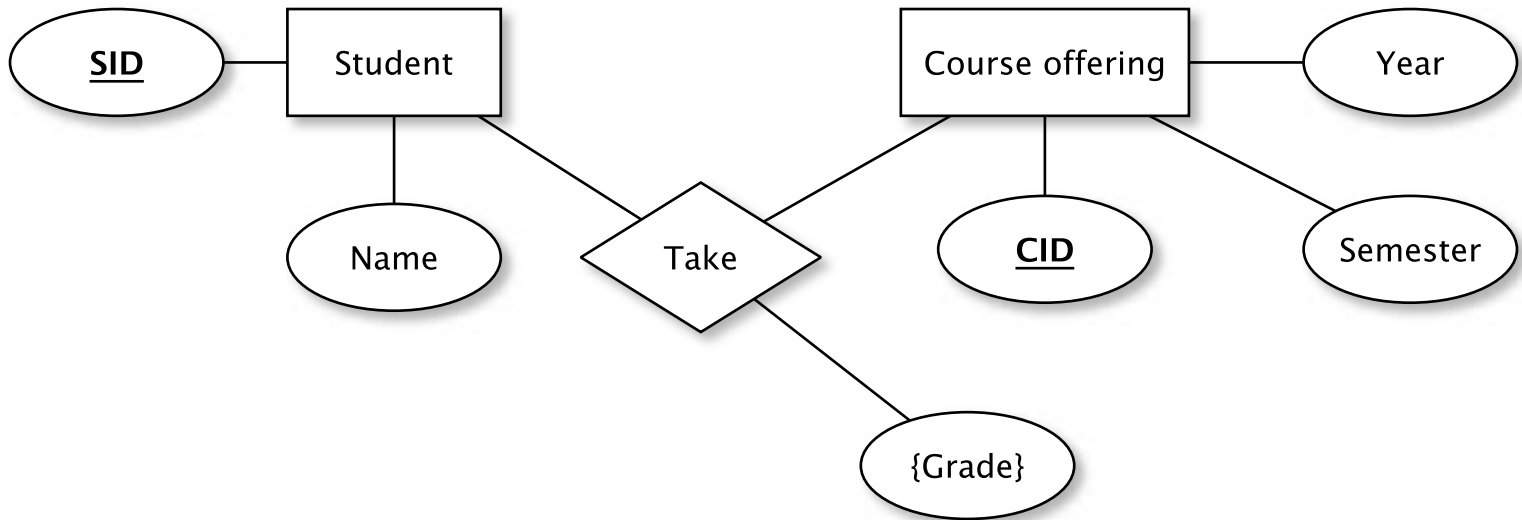 SID
Student
Course offering
Year
Name
Take
CID
Semester
{Grade}